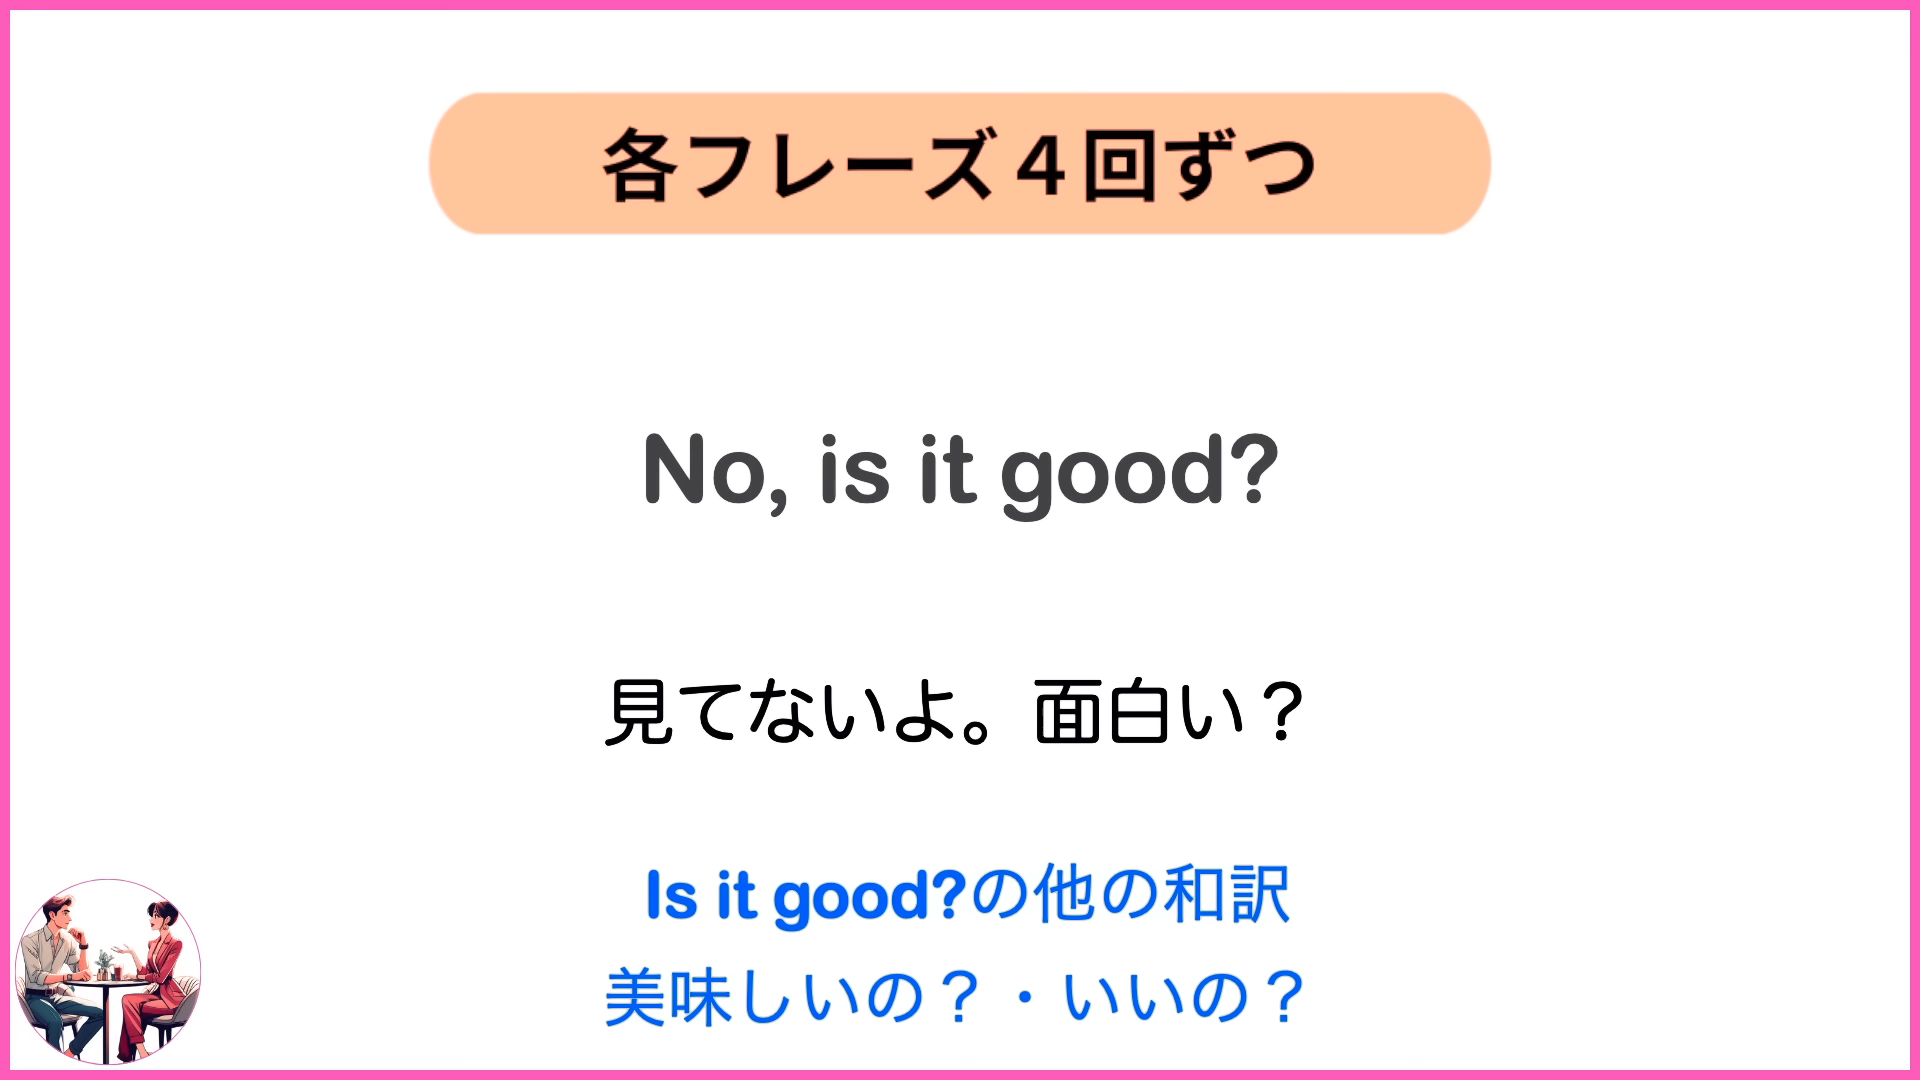 各フレーズ４回ずつ
No, is it good?
見てないよ。面白い？
Is it good?の他の和訳
美味しいの？・いいの？